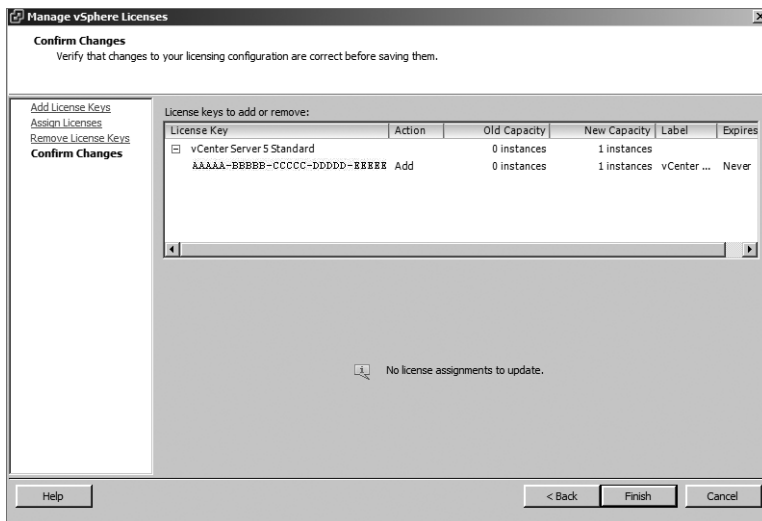 Manage vSphere Licenses
Confirm Changes
Verify that changes to your licensing configuration are correct before saving them.
Add License Keys
Assign Licenses
Remove License Keys
Confirm Changes
License keys to add or remove:
License Key Action Old Capacity New Capacity Label Expires
vCenter Server 5 Standard 0 instances 1 instances
AAAAA-BBBBB-CCCCC-DDDDD-EEEEE Add 0 instances 1 instances vCenter ... Never
No license assignments to update.
Help < Back Finish Cancel